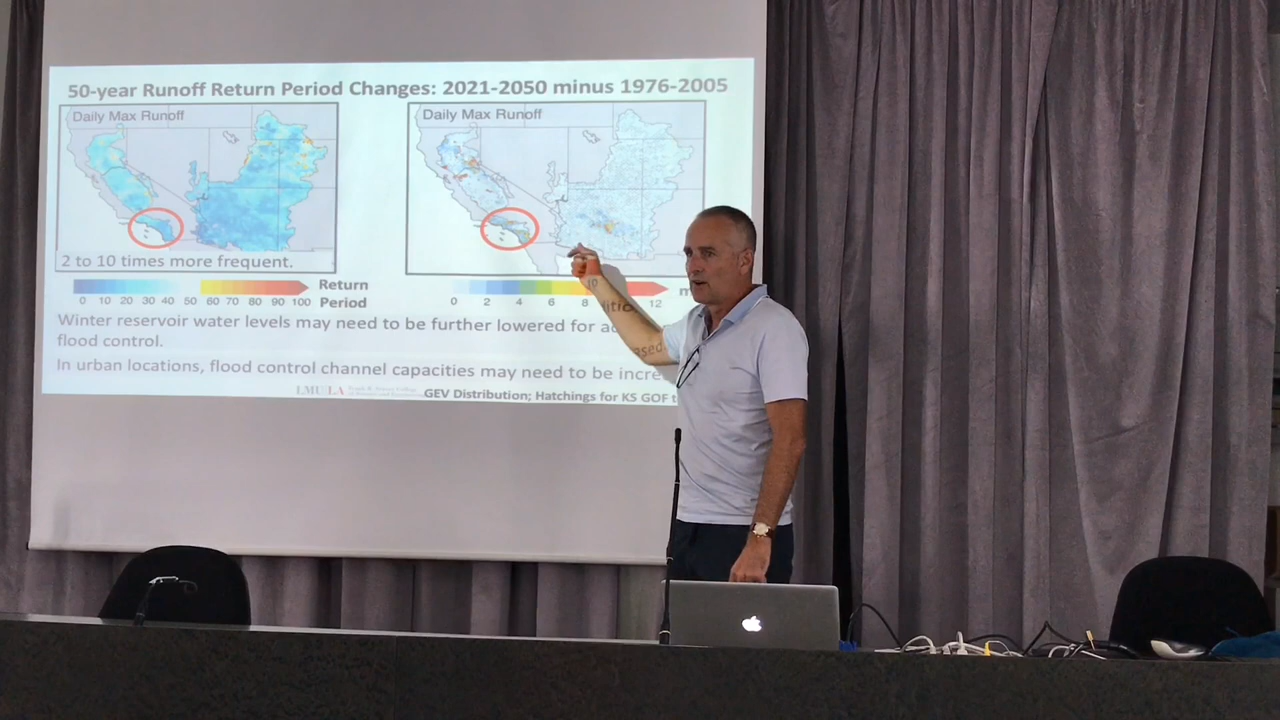 50-year Runoff Return Period Changes: 2021-2050 minus 1976-2005
Daily Max Runoff
Daily Max Runoff
2 to 10 times more frequent.
Return
Period
0 10 20 30 40 50 60 70 80 90 100
0 2 4 6 8 10 12
Winter reservoir water levels may need to be further lowered for
flood control.
In urban locations, flood control channel capacities may need to be
LMU LA
GEV Distribution; Hatchings for KS GOF